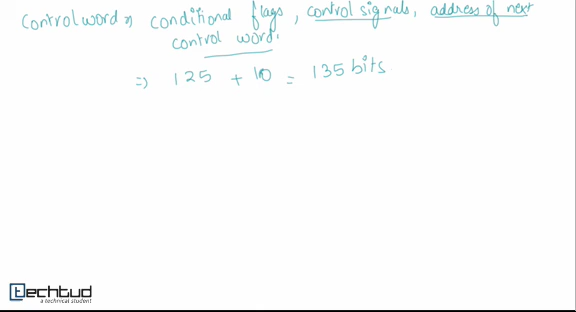 control word ⇒ conditional flags, control signals, address of next
control word.
⇒ 125 + 10 = 135 bits
techtud
a technical student